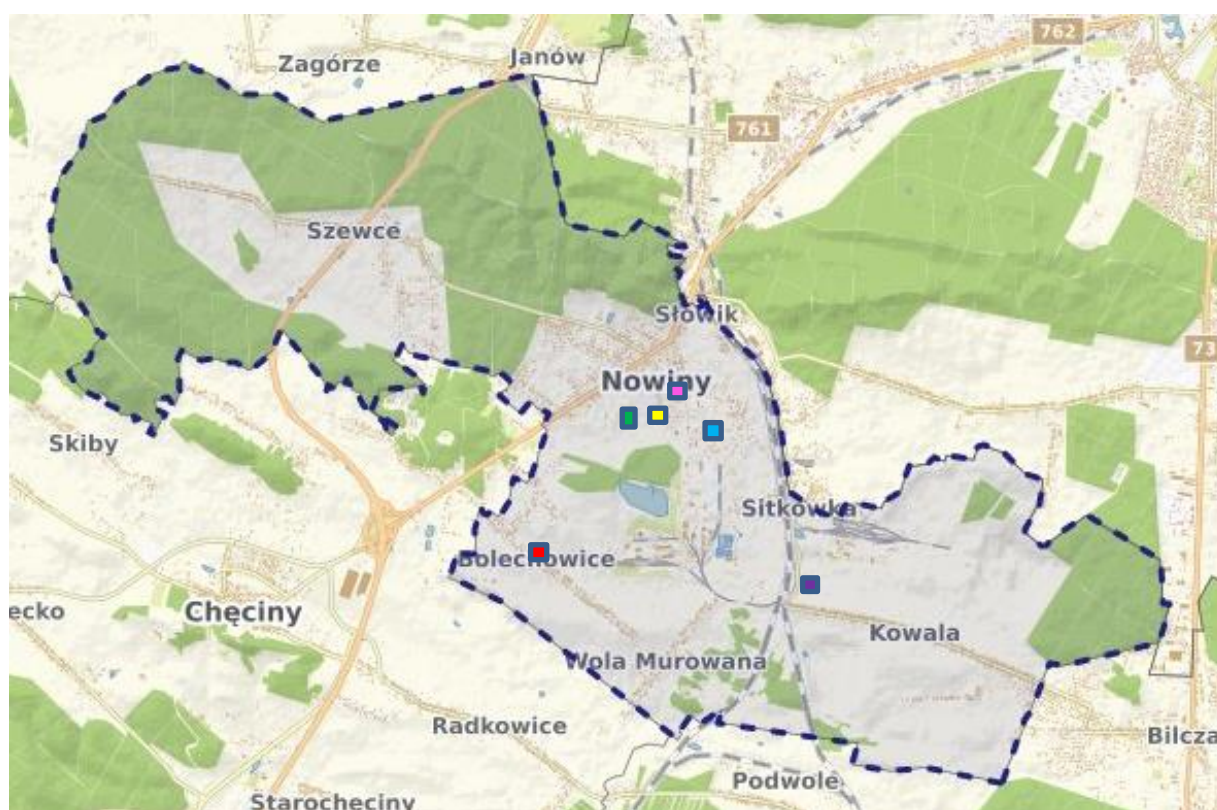 762
Janów
Zagórze
761
Szewce
Słowik
73
Nowiny
Skiby
Sitkówka
Bolechowice
Chęciny
ecko
Kowala
Wola Murowana
Radkowice
Bilcza
Podwole
Starochęciny